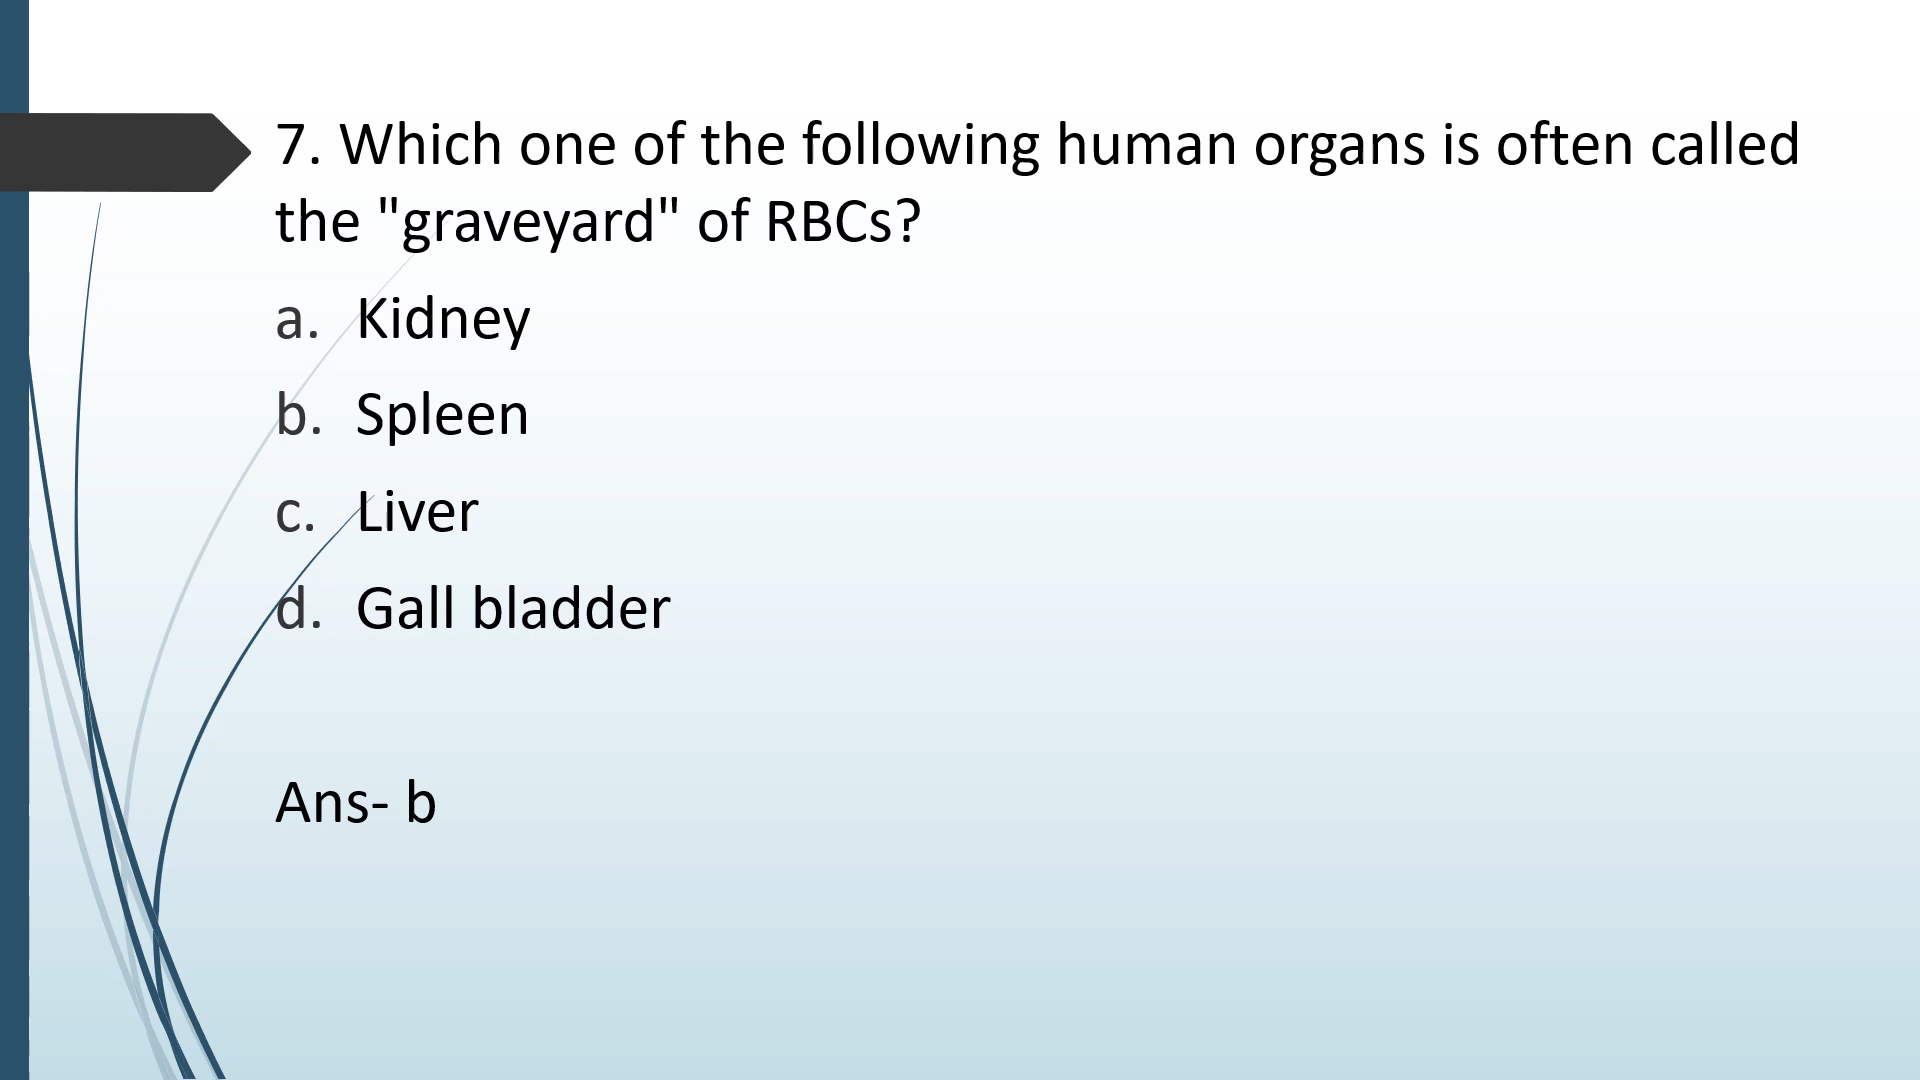 7. Which one of the following human organs is often called
the "graveyard" of RBCs?
a. Kidney
b. Spleen
c. Liver
d. Gall bladder
Ans- b